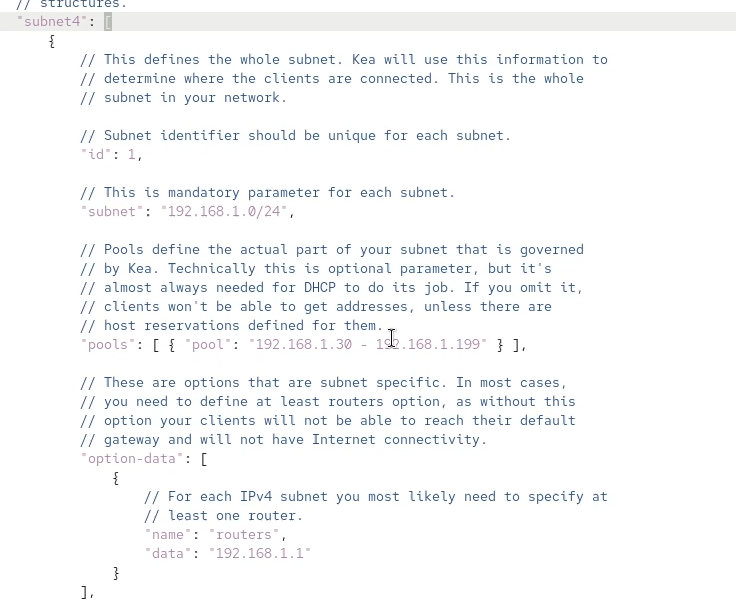 // structures.
"subnet4": [
{
// This defines the whole subnet. Kea will use this information to
// determine where the clients are connected. This is the whole
// subnet in your network.
// Subnet identifier should be unique for each subnet.
"id": 1,
// This is mandatory parameter for each subnet.
"subnet": "192.168.1.0/24",
// Pools define the actual part of your subnet that is governed
// by Kea. Technically this is optional parameter, but it's
// almost always needed for DHCP to do its job. If you omit it,
// clients won't be able to get addresses, unless there are
// host reservations defined for them.
"pools": [ { "pool": "192.168.1.30 - 192.168.1.199" } ],
// These are options that are subnet specific. In most cases,
// you need to define at least routers option, as without this
// option your clients will not be able to reach their default
// gateway and will not have Internet connectivity.
"option-data": [
{
// For each IPv4 subnet you most likely need to specify at
// least one router.
"name": "routers",
"data": "192.168.1.1"
}
],